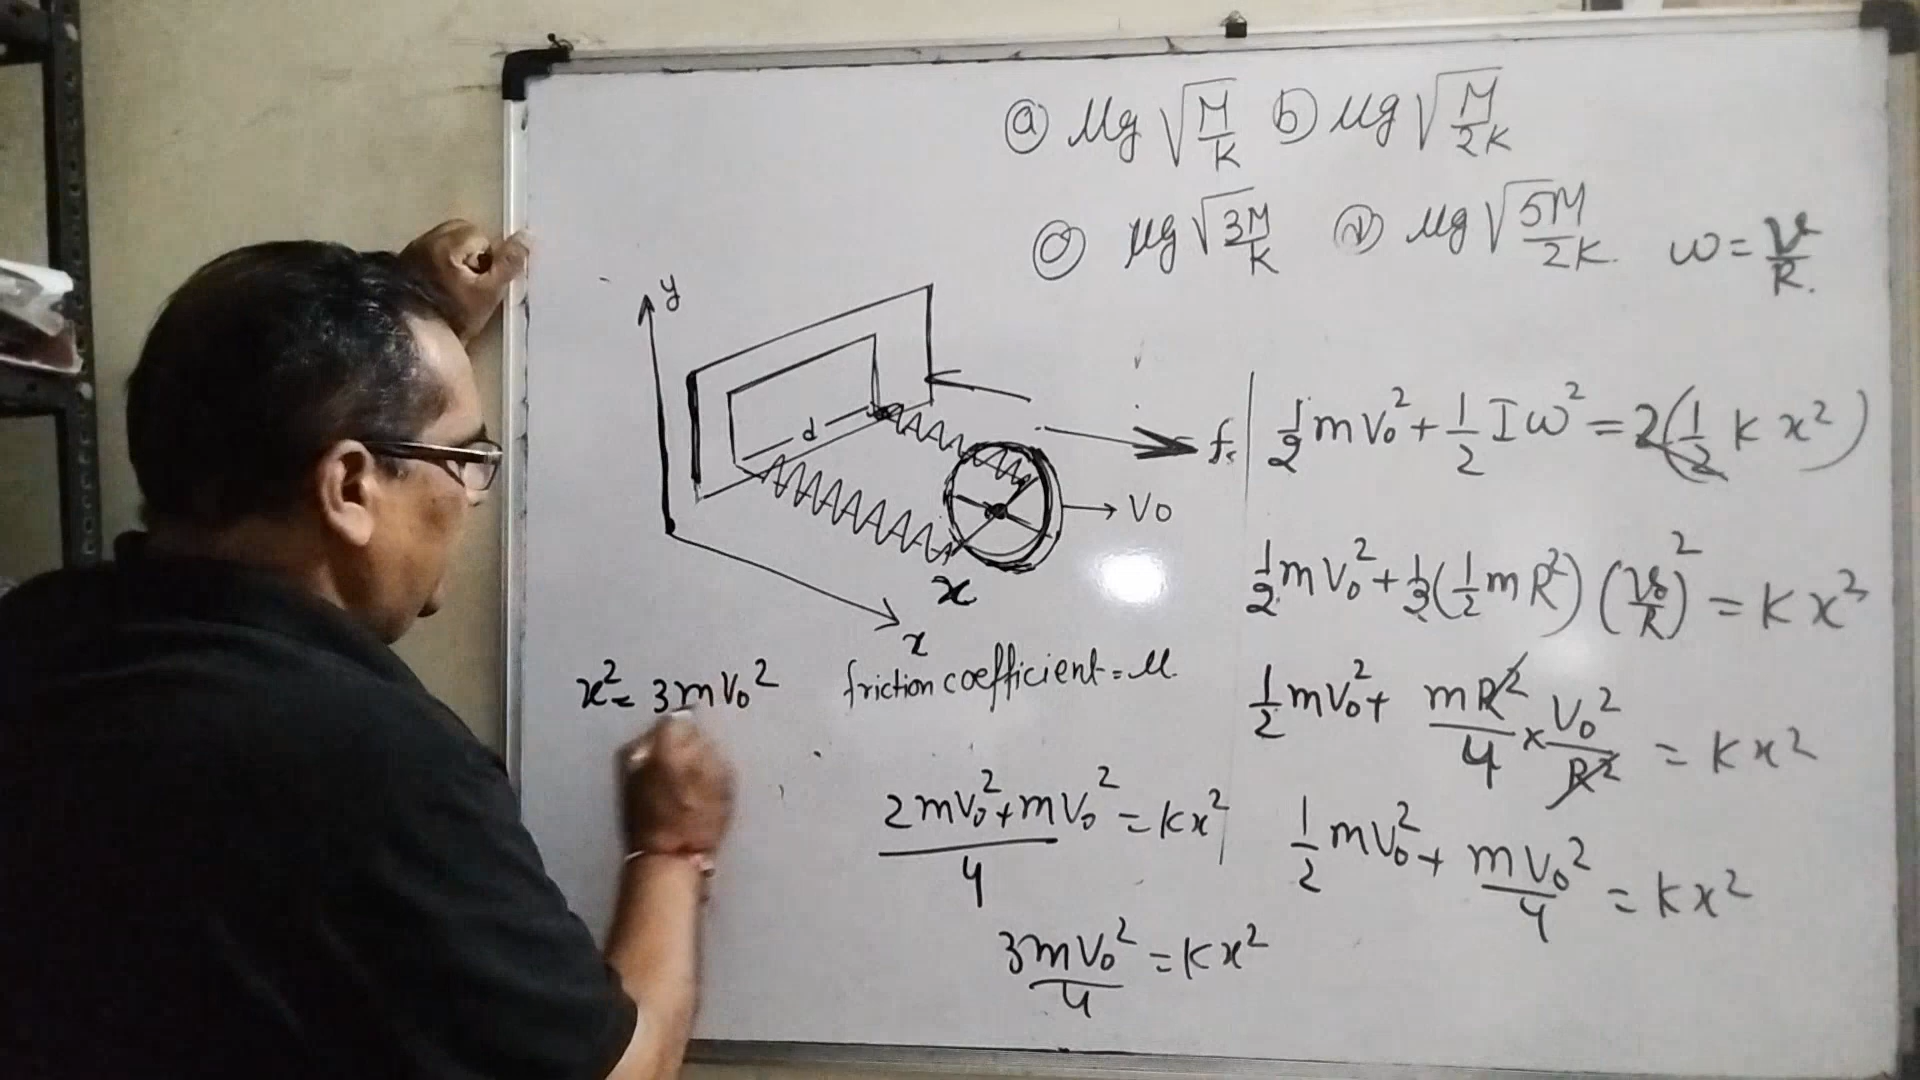 ⓐ μg √(M/K) ⓑ μg √(M/2K)
ⓒ μg √(3M/K) ⓓ μg √(5M/2K) ω = V/R.
y
d
f.
V₀
x
x
friction coefficient = μ.
1/2 mV₀² + 1/2 Iω² = 2(1/2 K x²)
1/2 mV₀² + 1/2 (1/2 mR²) (V₀/R)² = Kx²
1/2 mV₀² + mR²/4 × V₀²/R² = Kx²
1/2 mV₀² + mV₀²/4 = Kx²
(2mV₀² + mV₀²)/4 = Kx²
3mV₀²/4 = Kx²
x² = 3mV₀²